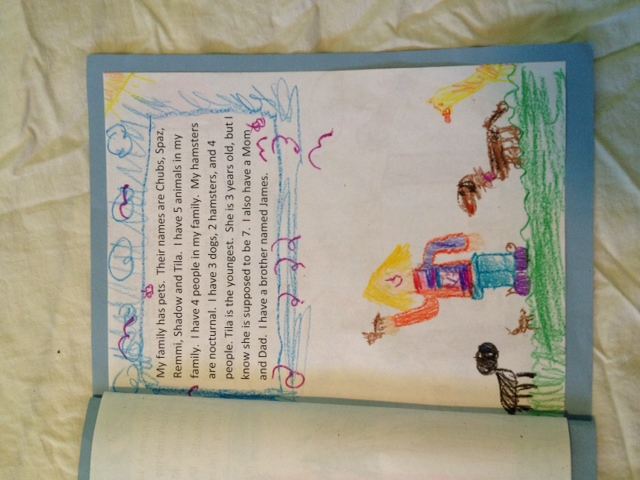 My family has pets. Their names are Chubs, Spaz,
Remmi, Shadow and Tila. I have 5 animals in my
family. I have 4 people in my family. My hamsters
are nocturnal. I have 3 dogs, 2 hamsters, and 4
people. Tila is the youngest. She is 3 years old, but I
know she is supposed to be 7. I also have a Mom
and Dad. I have a brother named James.